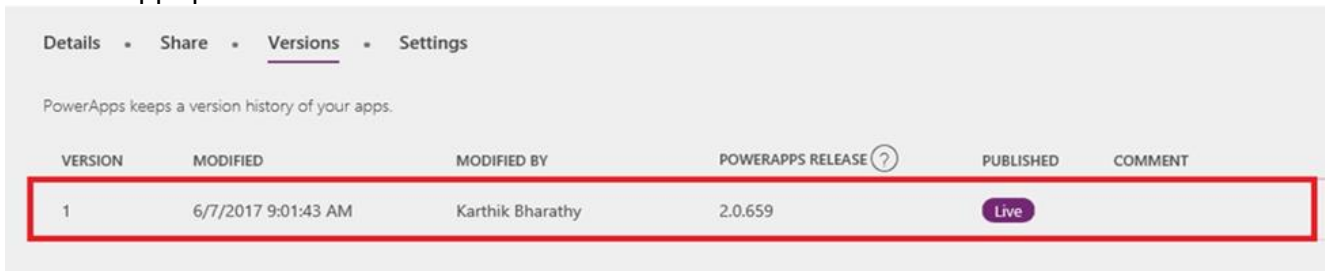 Details • Share • Versions • Settings
PowerApps keeps a version history of your apps.
VERSION MODIFIED MODIFIED BY POWERAPPS RELEASE ? PUBLISHED COMMENT
1 6/7/2017 9:01:43 AM Karthik Bharathy 2.0.659 Live